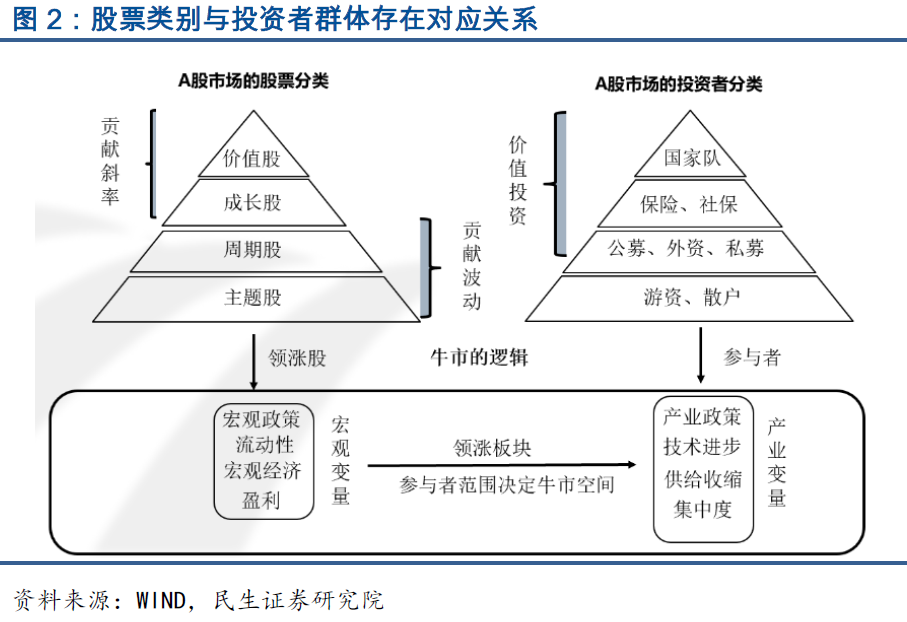 图 2：股票类别与投资者群体存在对应关系
A股市场的股票分类
A股市场的投资者分类
贡献斜率
价值股
成长股
周期股
主题股
贡献波动
价值投资
国家队
保险、社保
公募、外资、私募
游资、散户
领涨股
牛市的逻辑
参与者
宏观政策
流动性
宏观经济
盈利
宏观变量
领涨板块
参与者范围决定牛市空间
产业政策
技术进步
供给收缩
集中度
产业变量
资料来源：WIND，民生证券研究院